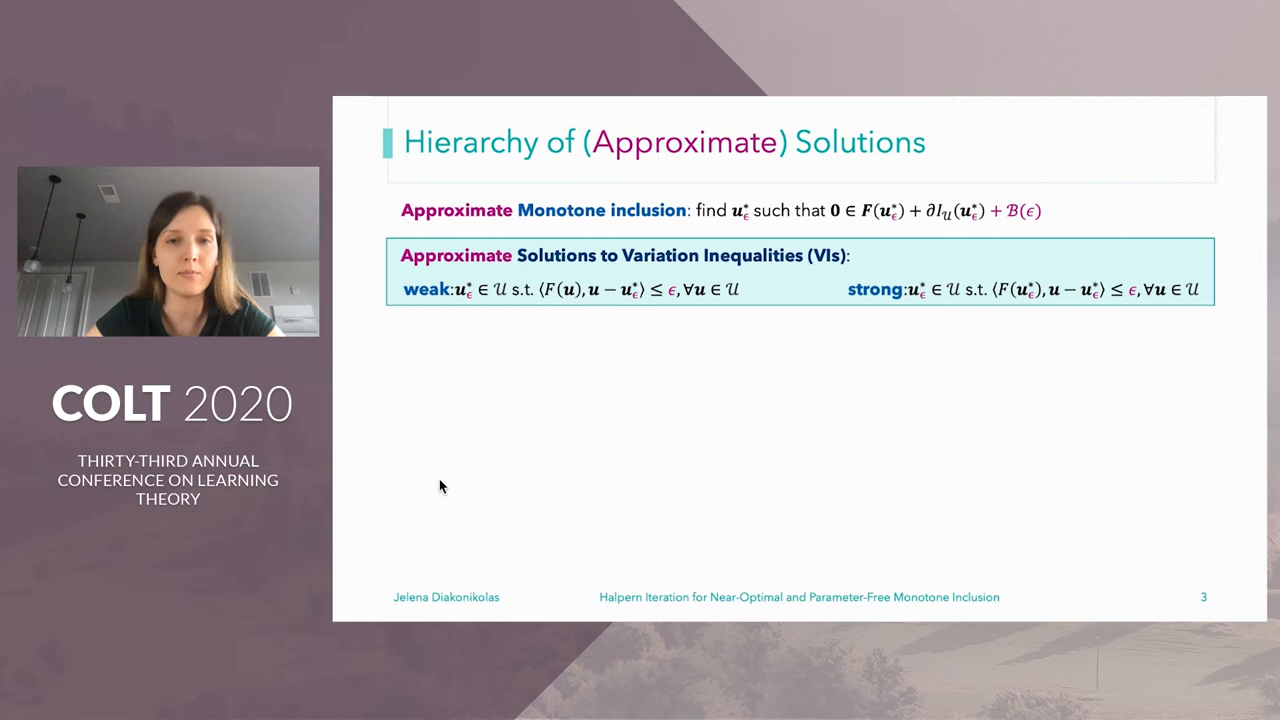 Hierarchy of (Approximate) Solutions
Approximate Monotone inclusion: find 𝒖*_ϵ such that 𝟎 ∈ 𝑭(𝒖*_ϵ) + ∂𝐼_𝒰(𝒖*_ϵ) + ℬ(ϵ)
Approximate Solutions to Variation Inequalities (VIs):
weak:𝒖*_ϵ ∈ 𝒰 s.t. ⟨𝐹(𝒖), 𝒖 − 𝒖*_ϵ⟩ ≤ ϵ, ∀𝒖 ∈ 𝒰
strong:𝒖*_ϵ ∈ 𝒰 s.t. ⟨𝐹(𝒖*_ϵ), 𝒖 − 𝒖*_ϵ⟩ ≤ ϵ, ∀𝒖 ∈ 𝒰
COLT 2020
THIRTY-THIRD ANNUAL
CONFERENCE ON LEARNING
THEORY
Jelena Diakonikolas
Halpern Iteration for Near-Optimal and Parameter-Free Monotone Inclusion
3